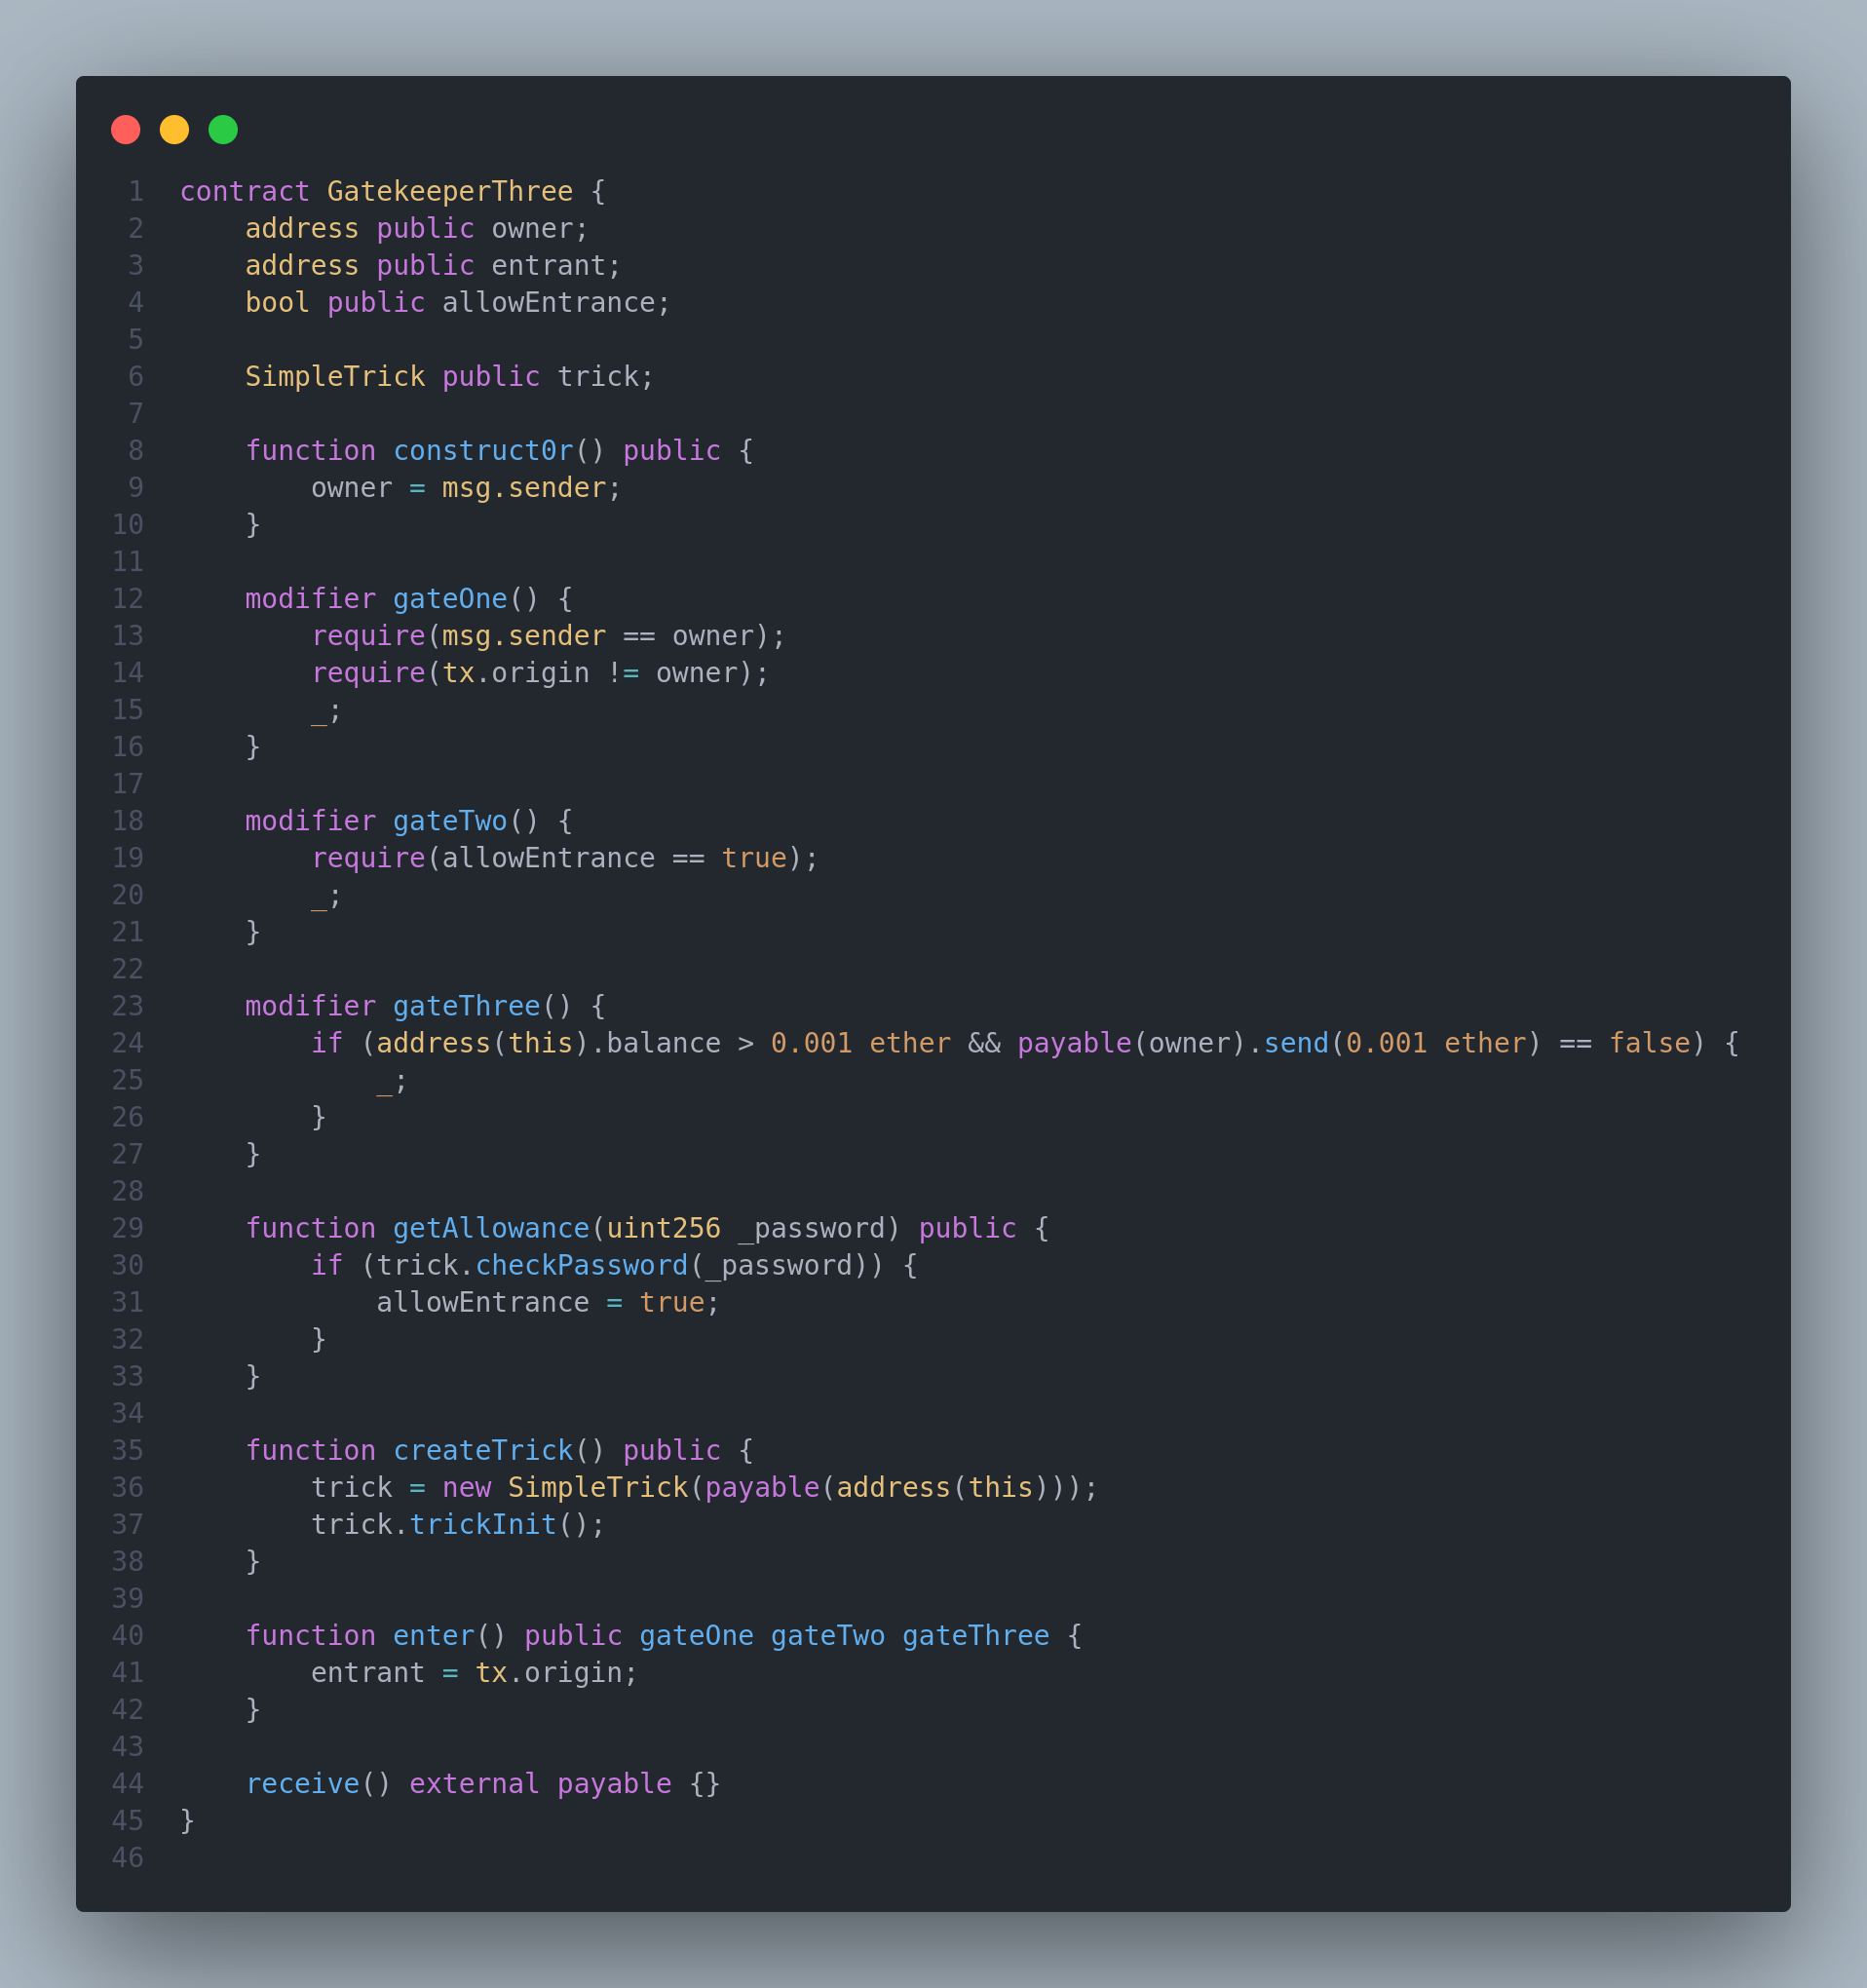 1 contract GatekeeperThree {
2     address public owner;
3     address public entrant;
4     bool public allowEntrance;
5
6     SimpleTrick public trick;
7
8     function construct0r() public {
9         owner = msg.sender;
10     }
11
12     modifier gateOne() {
13         require(msg.sender == owner);
14         require(tx.origin != owner);
15         _;
16     }
17
18     modifier gateTwo() {
19         require(allowEntrance == true);
20         _;
21     }
22
23     modifier gateThree() {
24         if (address(this).balance > 0.001 ether && payable(owner).send(0.001 ether) == false) {
25             _;
26         }
27     }
28
29     function getAllowance(uint256 _password) public {
30         if (trick.checkPassword(_password)) {
31             allowEntrance = true;
32         }
33     }
34
35     function createTrick() public {
36         trick = new SimpleTrick(payable(address(this)));
37         trick.trickInit();
38     }
39
40     function enter() public gateOne gateTwo gateThree {
41         entrant = tx.origin;
42     }
43
44     receive() external payable {}
45 }
46